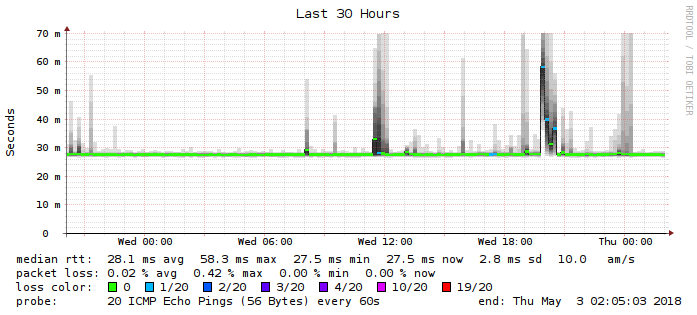 Last 30 Hours
RRDTOOL / TOBI OETIKER
Seconds
70 m
60 m
50 m
40 m
30 m
20 m
10 m
0
Wed 00:00 Wed 06:00 Wed 12:00 Wed 18:00 Thu 00:00
median rtt: 28.1 ms avg 58.3 ms max 27.5 ms min 27.5 ms now 2.8 ms sd 10.0 am/s
packet loss: 0.02 % avg 0.42 % max 0.00 % min 0.00 % now
loss color: 0 1/20 2/20 3/20 4/20 10/20 19/20
probe: 20 ICMP Echo Pings (56 Bytes) every 60s end: Thu May 3 02:05:03 2018